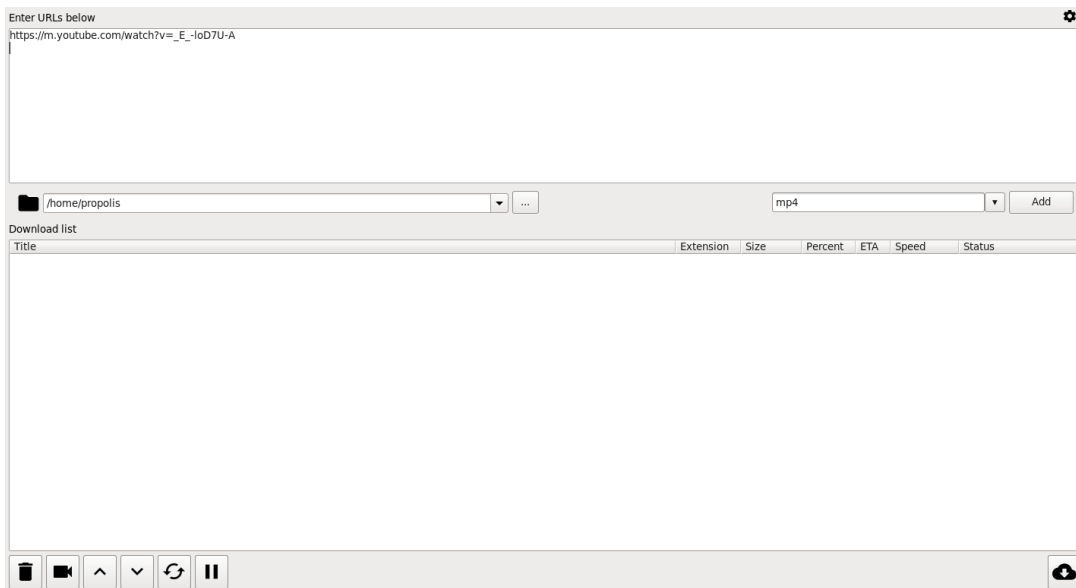 Enter URLs below
https://m.youtube.com/watch?v=_E_-loD7U-A
/home/propolis
...
mp4
Add
Download list
Title Extension Size Percent ETA Speed Status